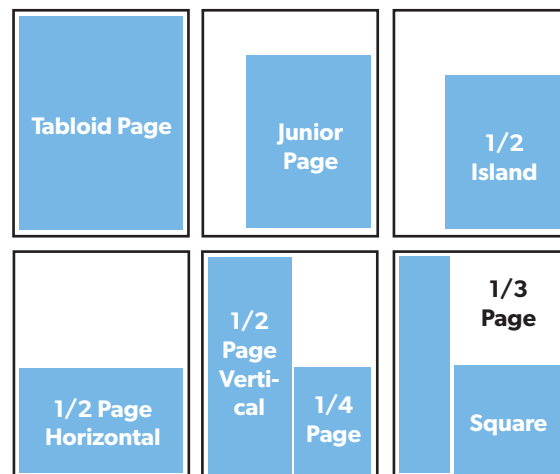 Tabloid Page
Junior
Page
1/2
Island
1/2 Page
Horizontal
1/2
Page
Verti-
cal
1/4
Page
1/3
Page
Square